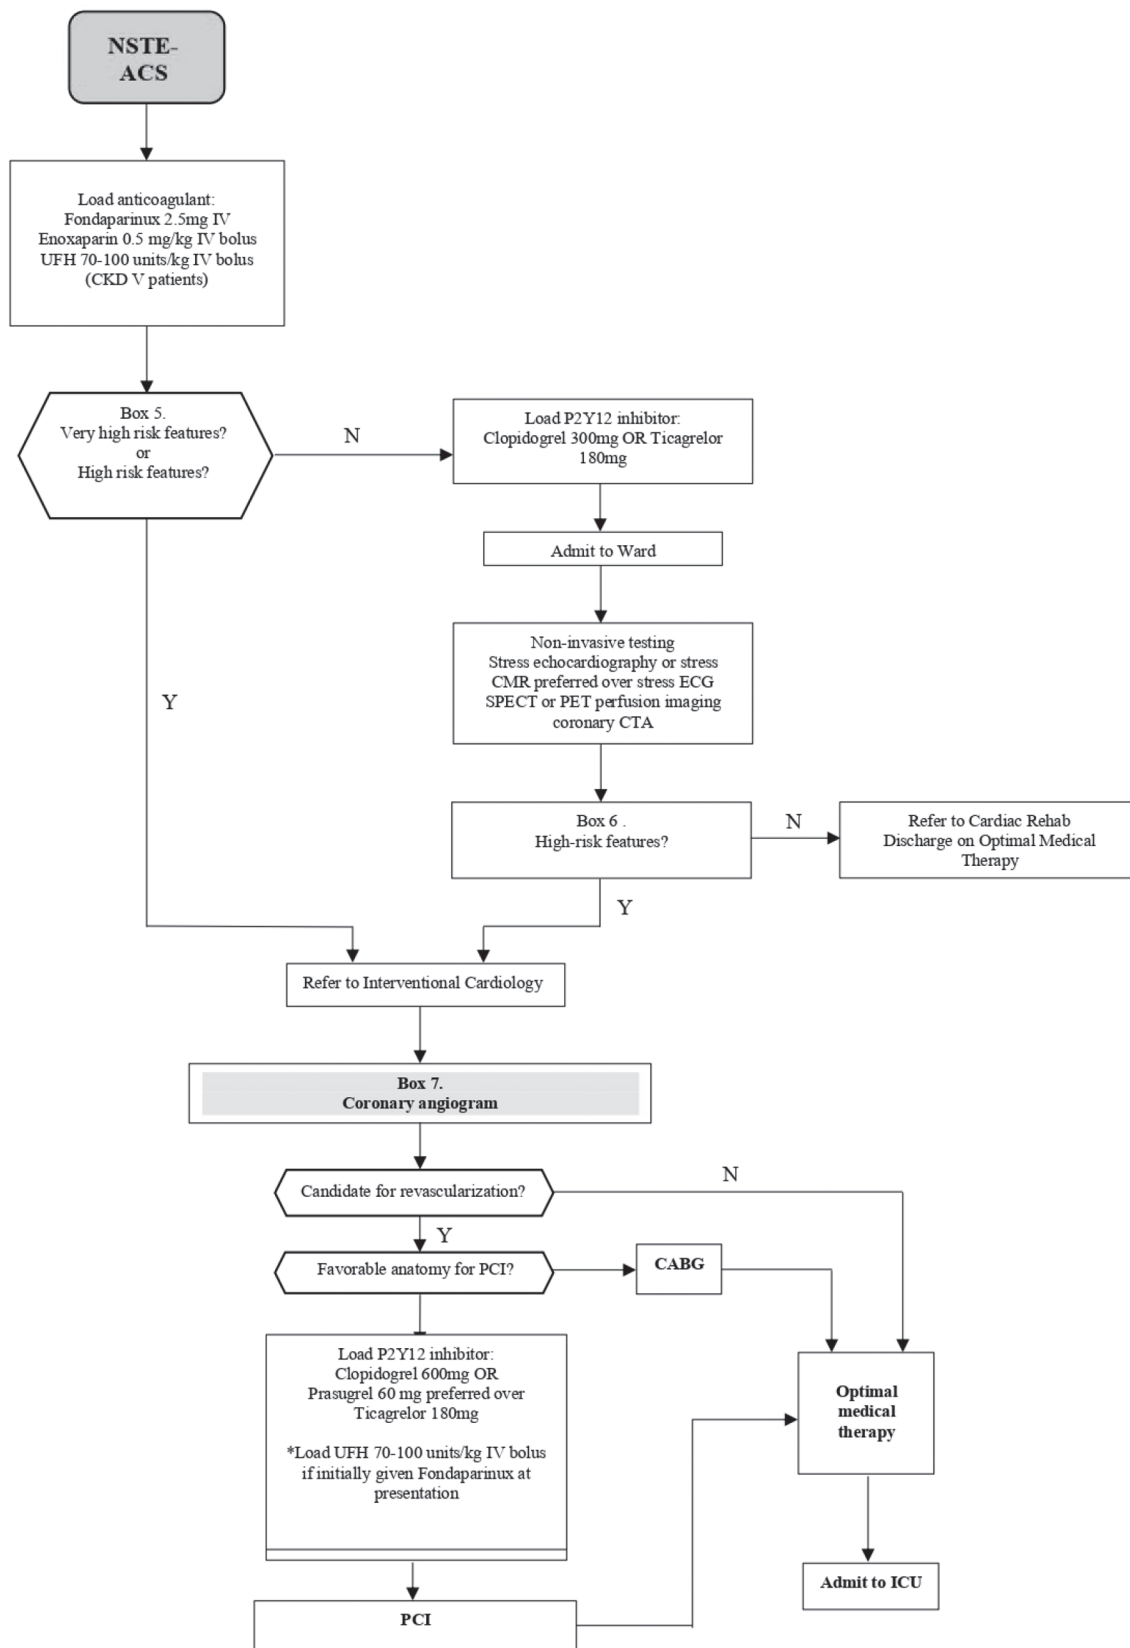 NSTE-
ACS
Load anticoagulant:
Fondaparinux 2.5mg IV
Enoxaparin 0.5 mg/kg IV bolus
UFH 70-100 units/kg IV bolus
(CKD V patients)
Box 5.
Very high risk features?
or
High risk features?
N
Load P2Y12 inhibitor:
Clopidogrel 300mg OR Ticagrelor
180mg
Admit to Ward
Non-invasive testing
Stress echocardiography or stress
CMR preferred over stress ECG
SPECT or PET perfusion imaging
coronary CTA
Y
Box 6 .
High-risk features?
N
Refer to Cardiac Rehab
Discharge on Optimal Medical
Therapy
Y
Refer to Interventional Cardiology
Box 7.
Coronary angiogram
Candidate for revascularization?
N
Y
Favorable anatomy for PCI?
CABG
Load P2Y12 inhibitor:
Clopidogrel 600mg OR
Prasugrel 60 mg preferred over
Ticagrelor 180mg
*Load UFH 70-100 units/kg IV bolus
if initially given Fondaparinux at
presentation
Optimal
medical
therapy
Admit to ICU
PCI